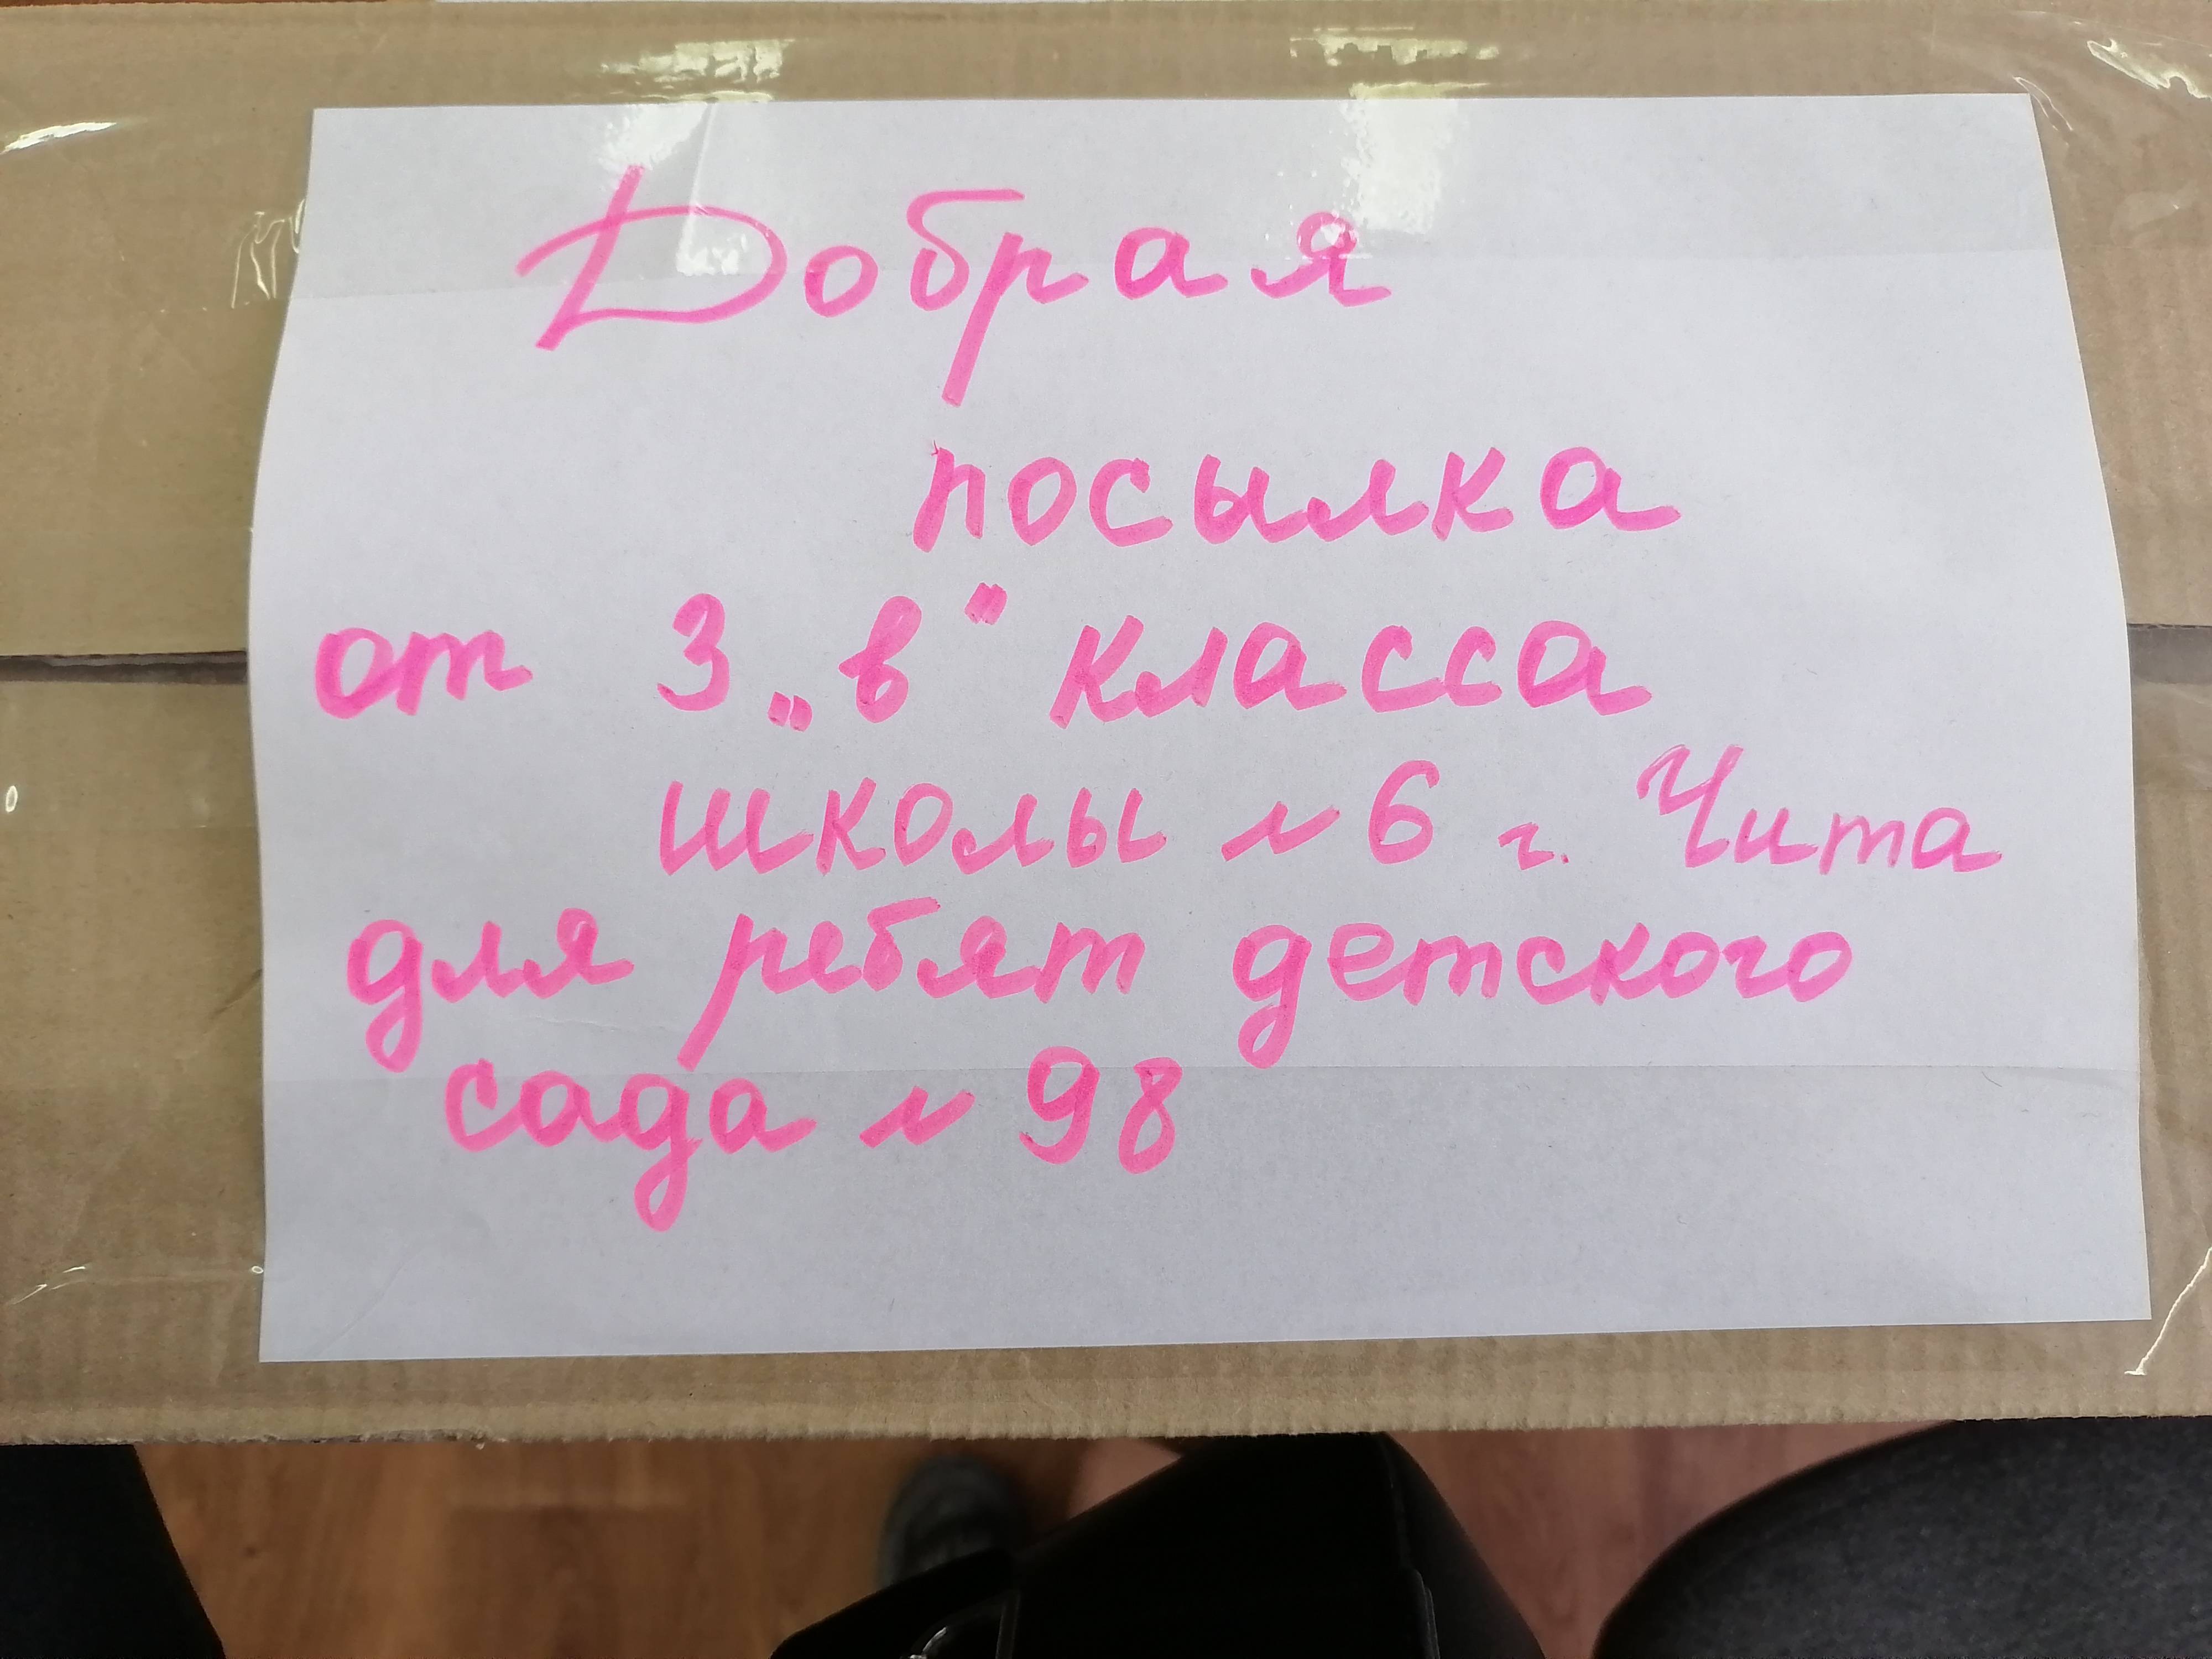 Добрая
посылка
от 3 „в“ класса
школы № 6 г. Чита
для ребят детского
сада № 98